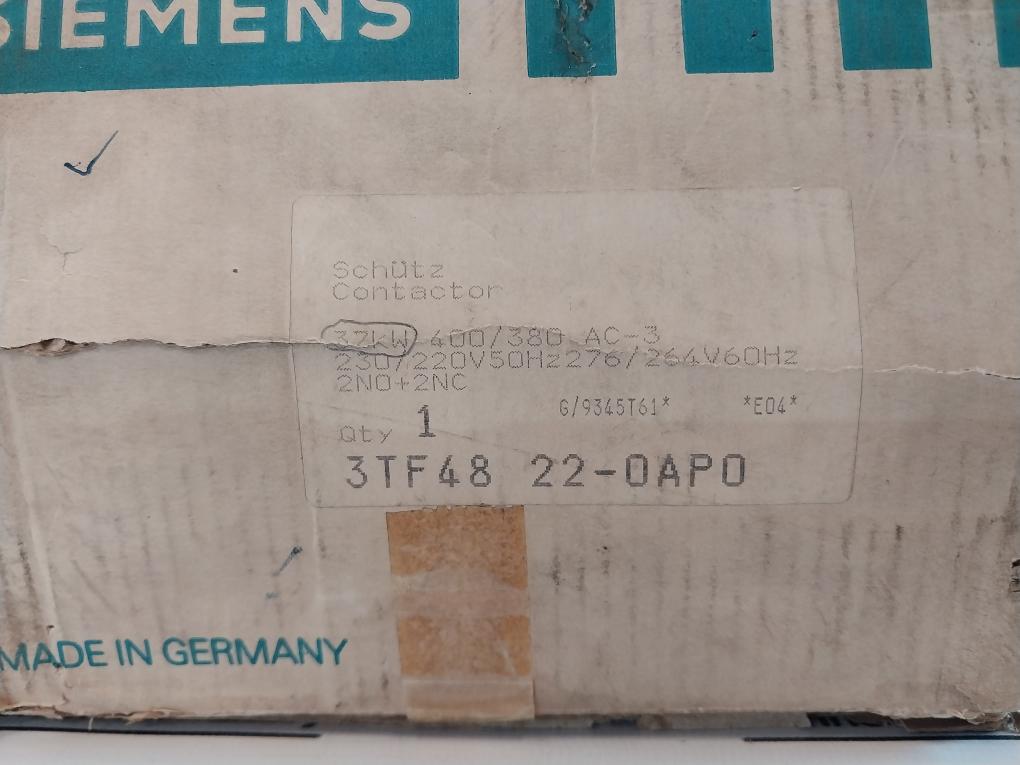 SIEMENS
Schütz
Contactor
37kW 400/380 AC-3
230/220V50Hz276/264V60Hz
2NO+2NC
G/9345T61* *E04*
Qty 1
3TF48 22-0AP0
MADE IN GERMANY